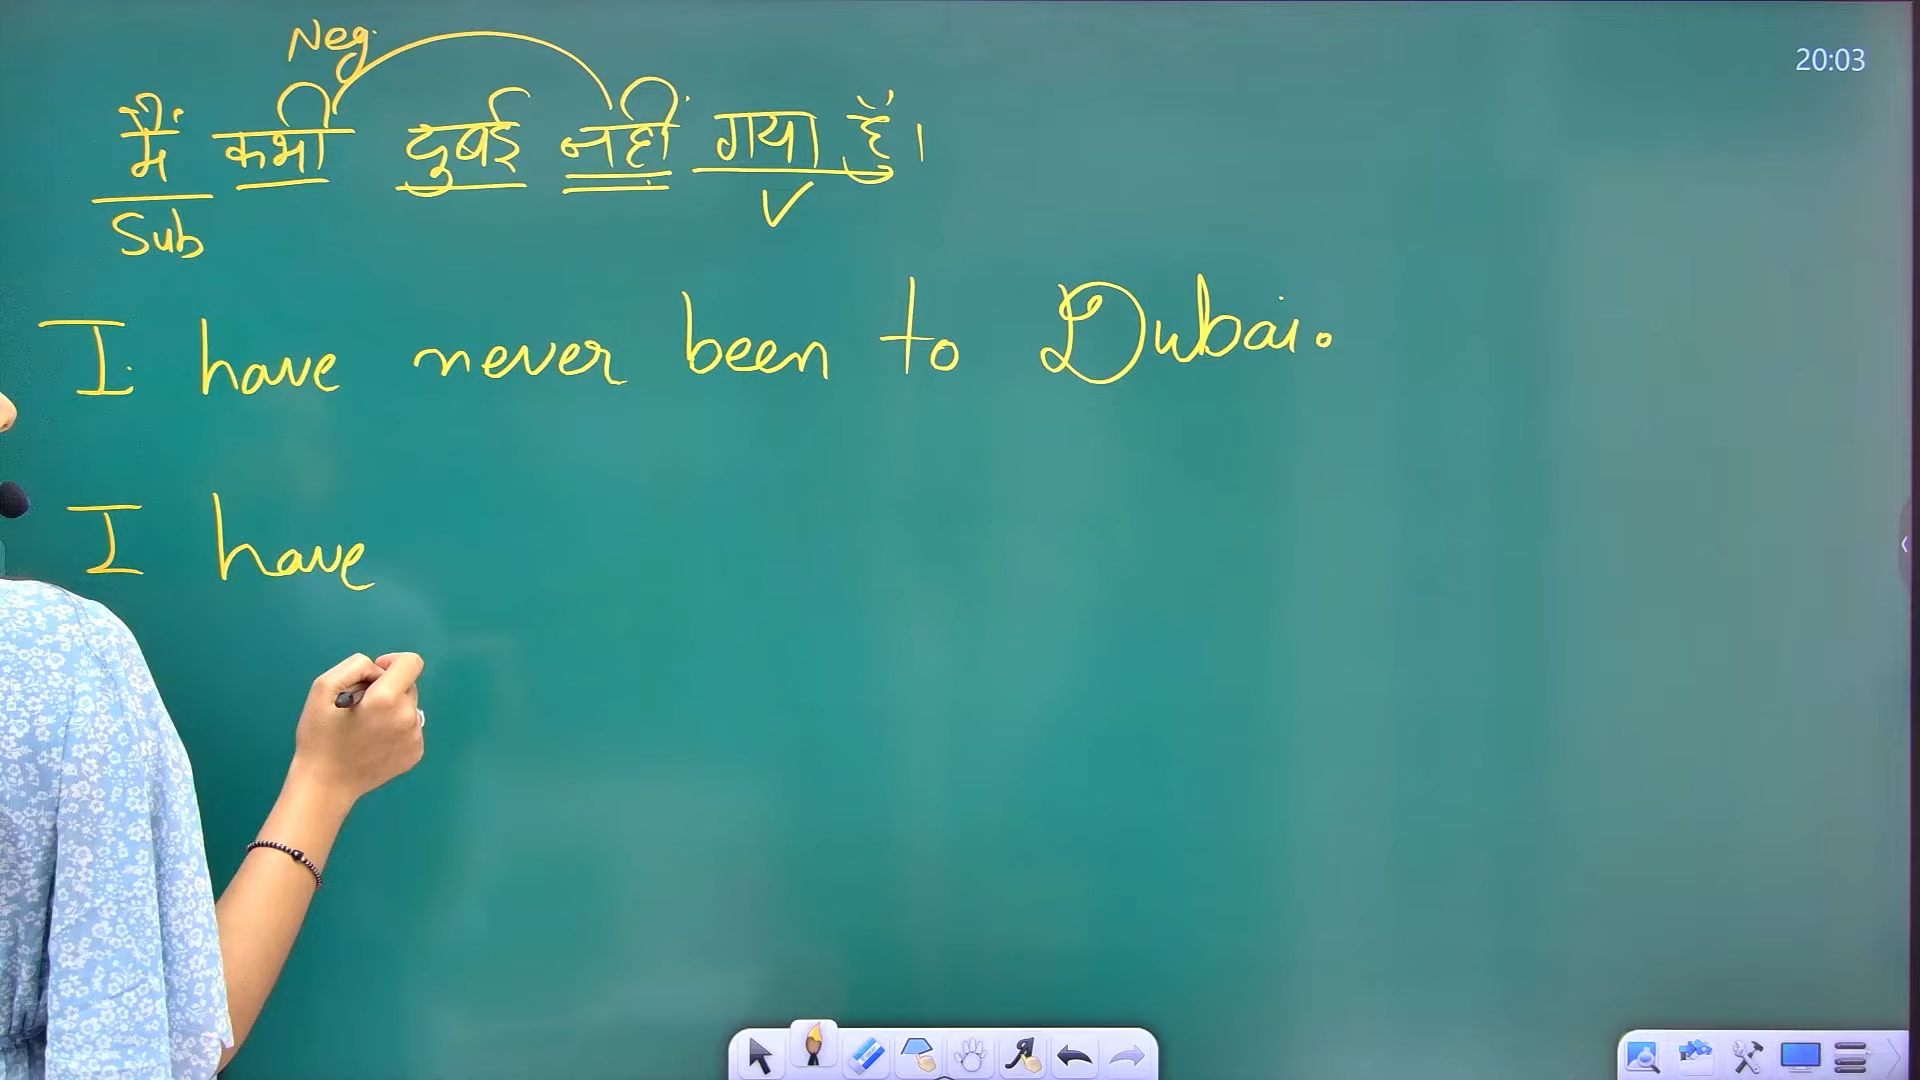 Neg.
मैं कभी दुबई नहीं गया हूँ।
Sub V
I have never been to Dubai.
I have
20:03